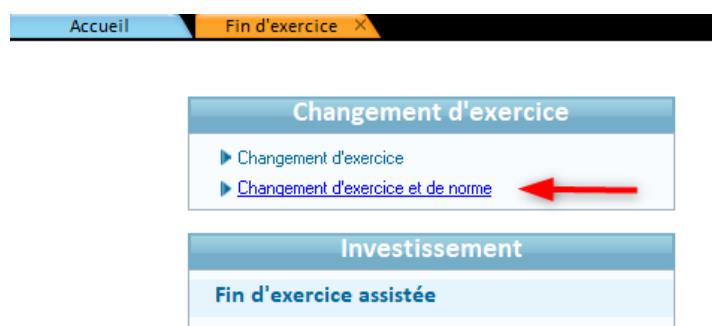 Accueil
Fin d'exercice
Changement d'exercice
Changement d'exercice
Changement d'exercice et de norme
Investissement
Fin d'exercice assistée